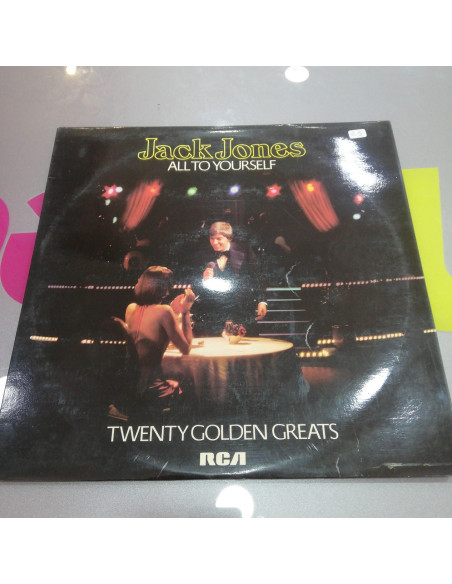 Jack Jones
ALL TO YOURSELF
TWENTY GOLDEN GREATS
RCA